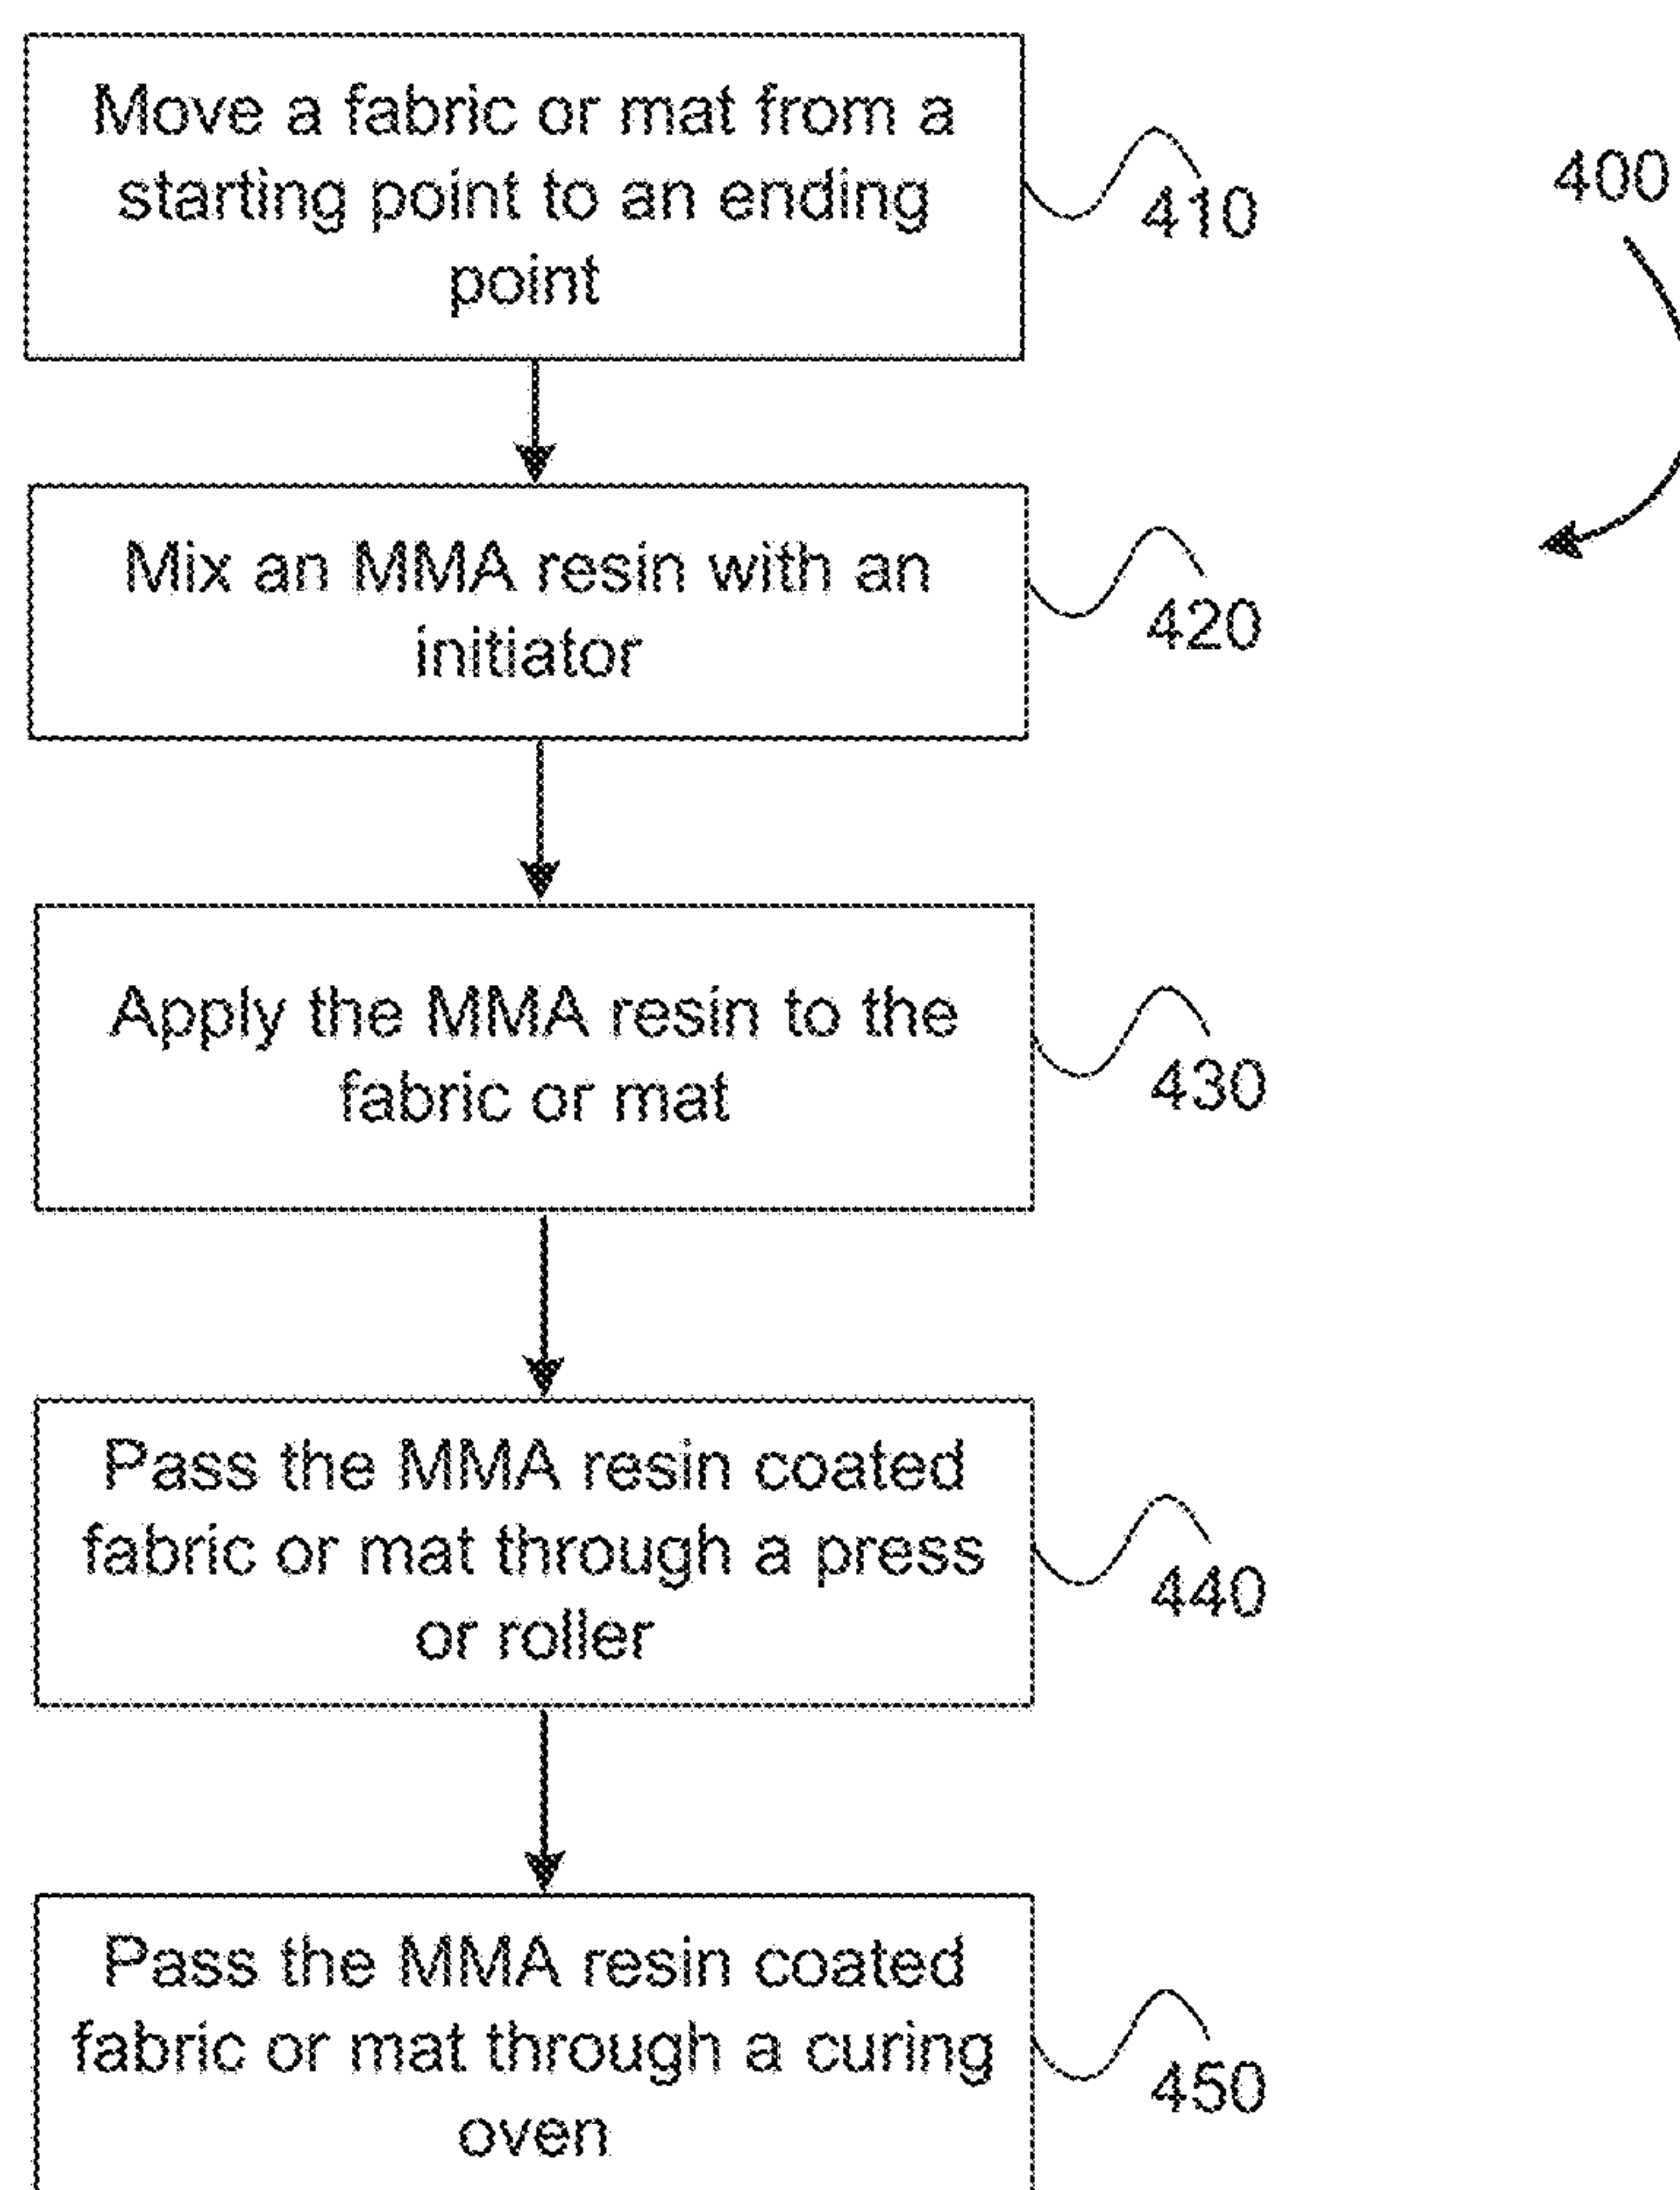 Move a fabric or mat from a
starting point to an ending
point
410
400
Mix an MMA resin with an
initiator
420
Apply the MMA resin to the
fabric or mat
430
Pass the MMA resin coated
fabric or mat through a press
or roller
440
Pass the MMA resin coated
fabric or mat through a curing
oven
450